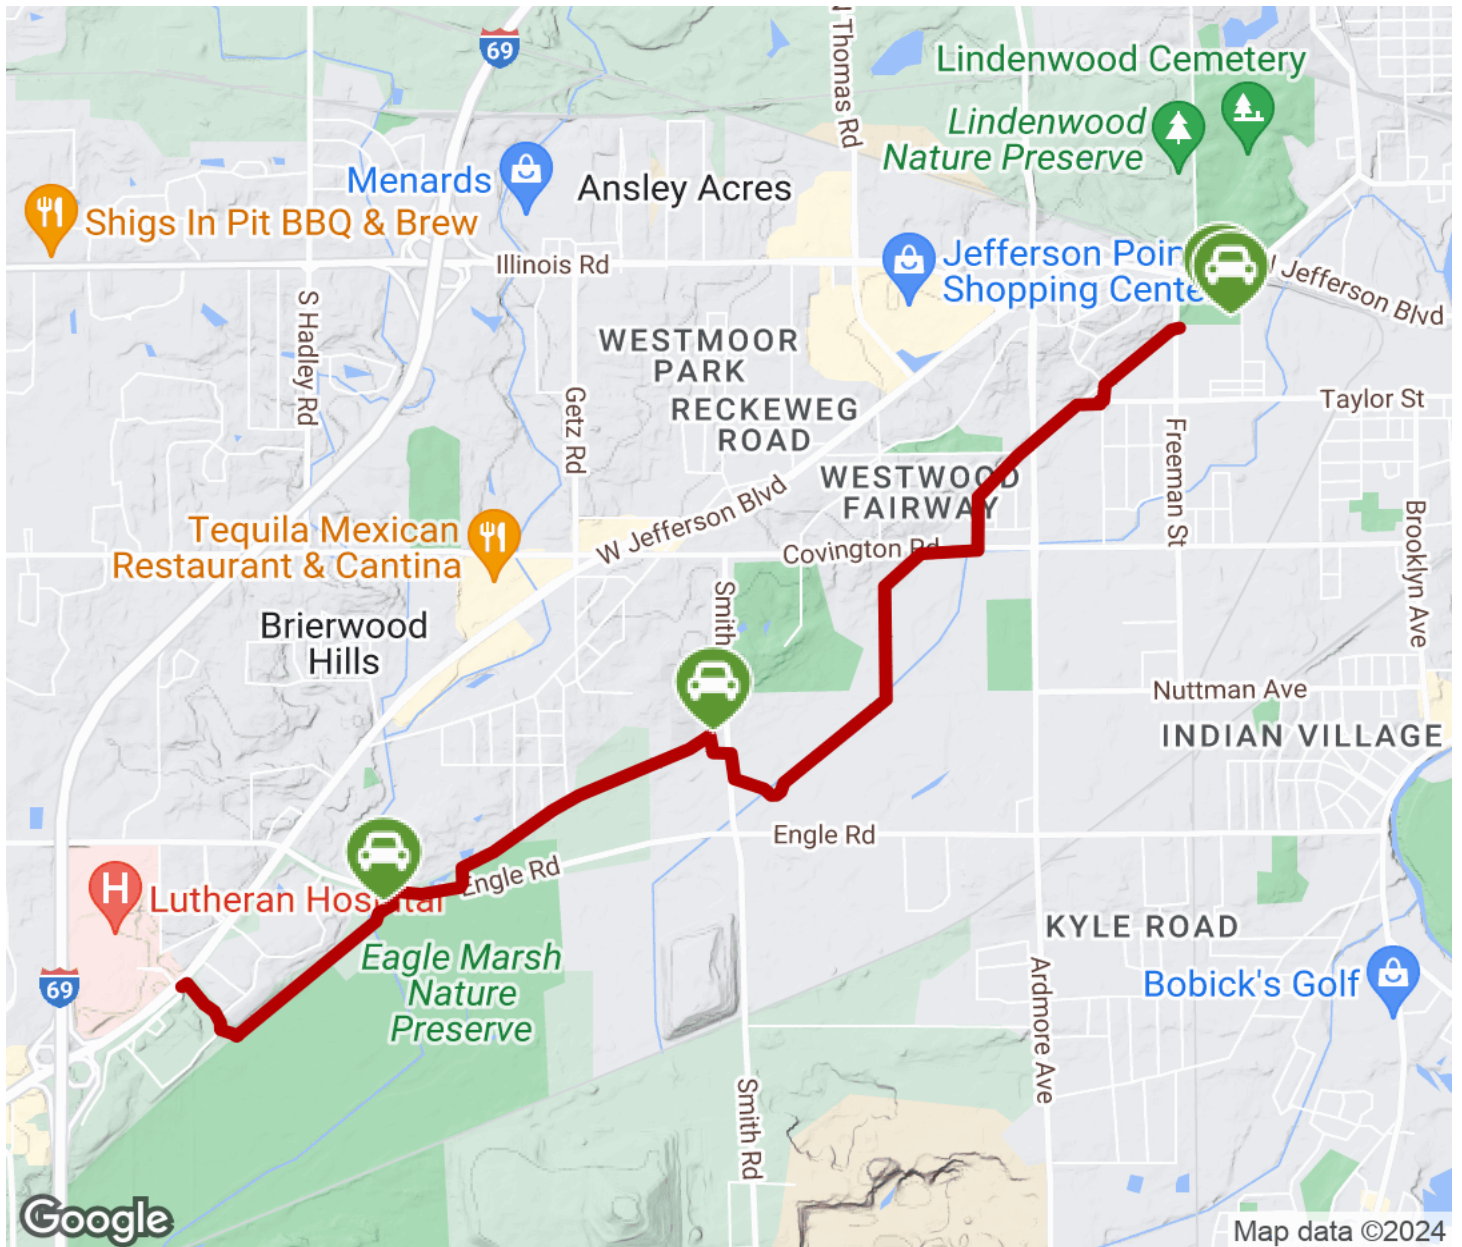 69
N Thomas Rd
Lindenwood Cemetery
Lindenwood
Nature Preserve
Menards
Ansley Acres
Shigs In Pit BBQ & Brew
Illinois Rd
Jefferson Poin
Shopping Cente
Jefferson Blvd
S Hadley Rd
WESTMOOR
PARK
Getz Rd
RECKEWEG
ROAD
Taylor St
Freeman St
WESTWOOD
FAIRWAY
W Jefferson Blvd
Tequila Mexican
Restaurant & Cantina
Covington Rd
Brooklyn Ave
Smith
Brierwood
Hills
Nuttman Ave
INDIAN VILLAGE
Engle Rd
Engle Rd
H
Lutheran Hospital
KYLE ROAD
Eagle Marsh
Nature
Preserve
69
Ardmore Ave
Bobick's Golf
Smith Rd
Google
Map data ©2024